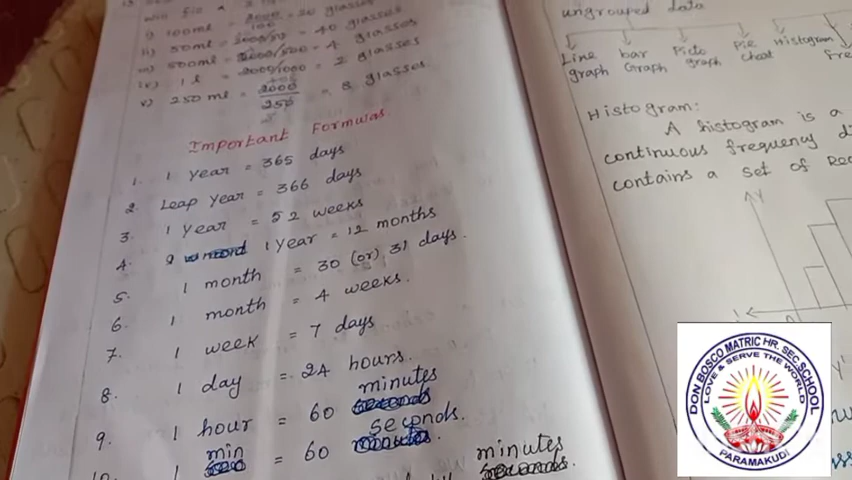 i) 100ml = 2000/100 = 20 glasses
ii) 50ml = 2000/50 = 40 glasses
iii) 500ml = 2000/500 = 4 glasses
iv) 1 l = 2000/1000 = 2 glasses
v) 250 ml = 2000/250 = 8 glasses
Important Formulas.
1. 1 year = 365 days
2. Leap year = 366 days
3. 1 year = 52 weeks
4. 1 year = 12 months
5. 1 month = 30 (or) 31 days.
6. 1 month = 4 weeks.
7. 1 week = 7 days
8. 1 day = 24 hours.
9. 1 hour = 60 minutes
10. 1 min = 60 seconds.
minutes
ungrouped data
Line graph
bar Graph
Picto graph
Pie chat
Histogram
Histogram:
A histogram is a
continuous frequency
contains a set of
Y
DON BOSCO MATRIC HR. SEC. SCHOOL
LOVE & SERVE THE WORLD
PARAMAKUDI